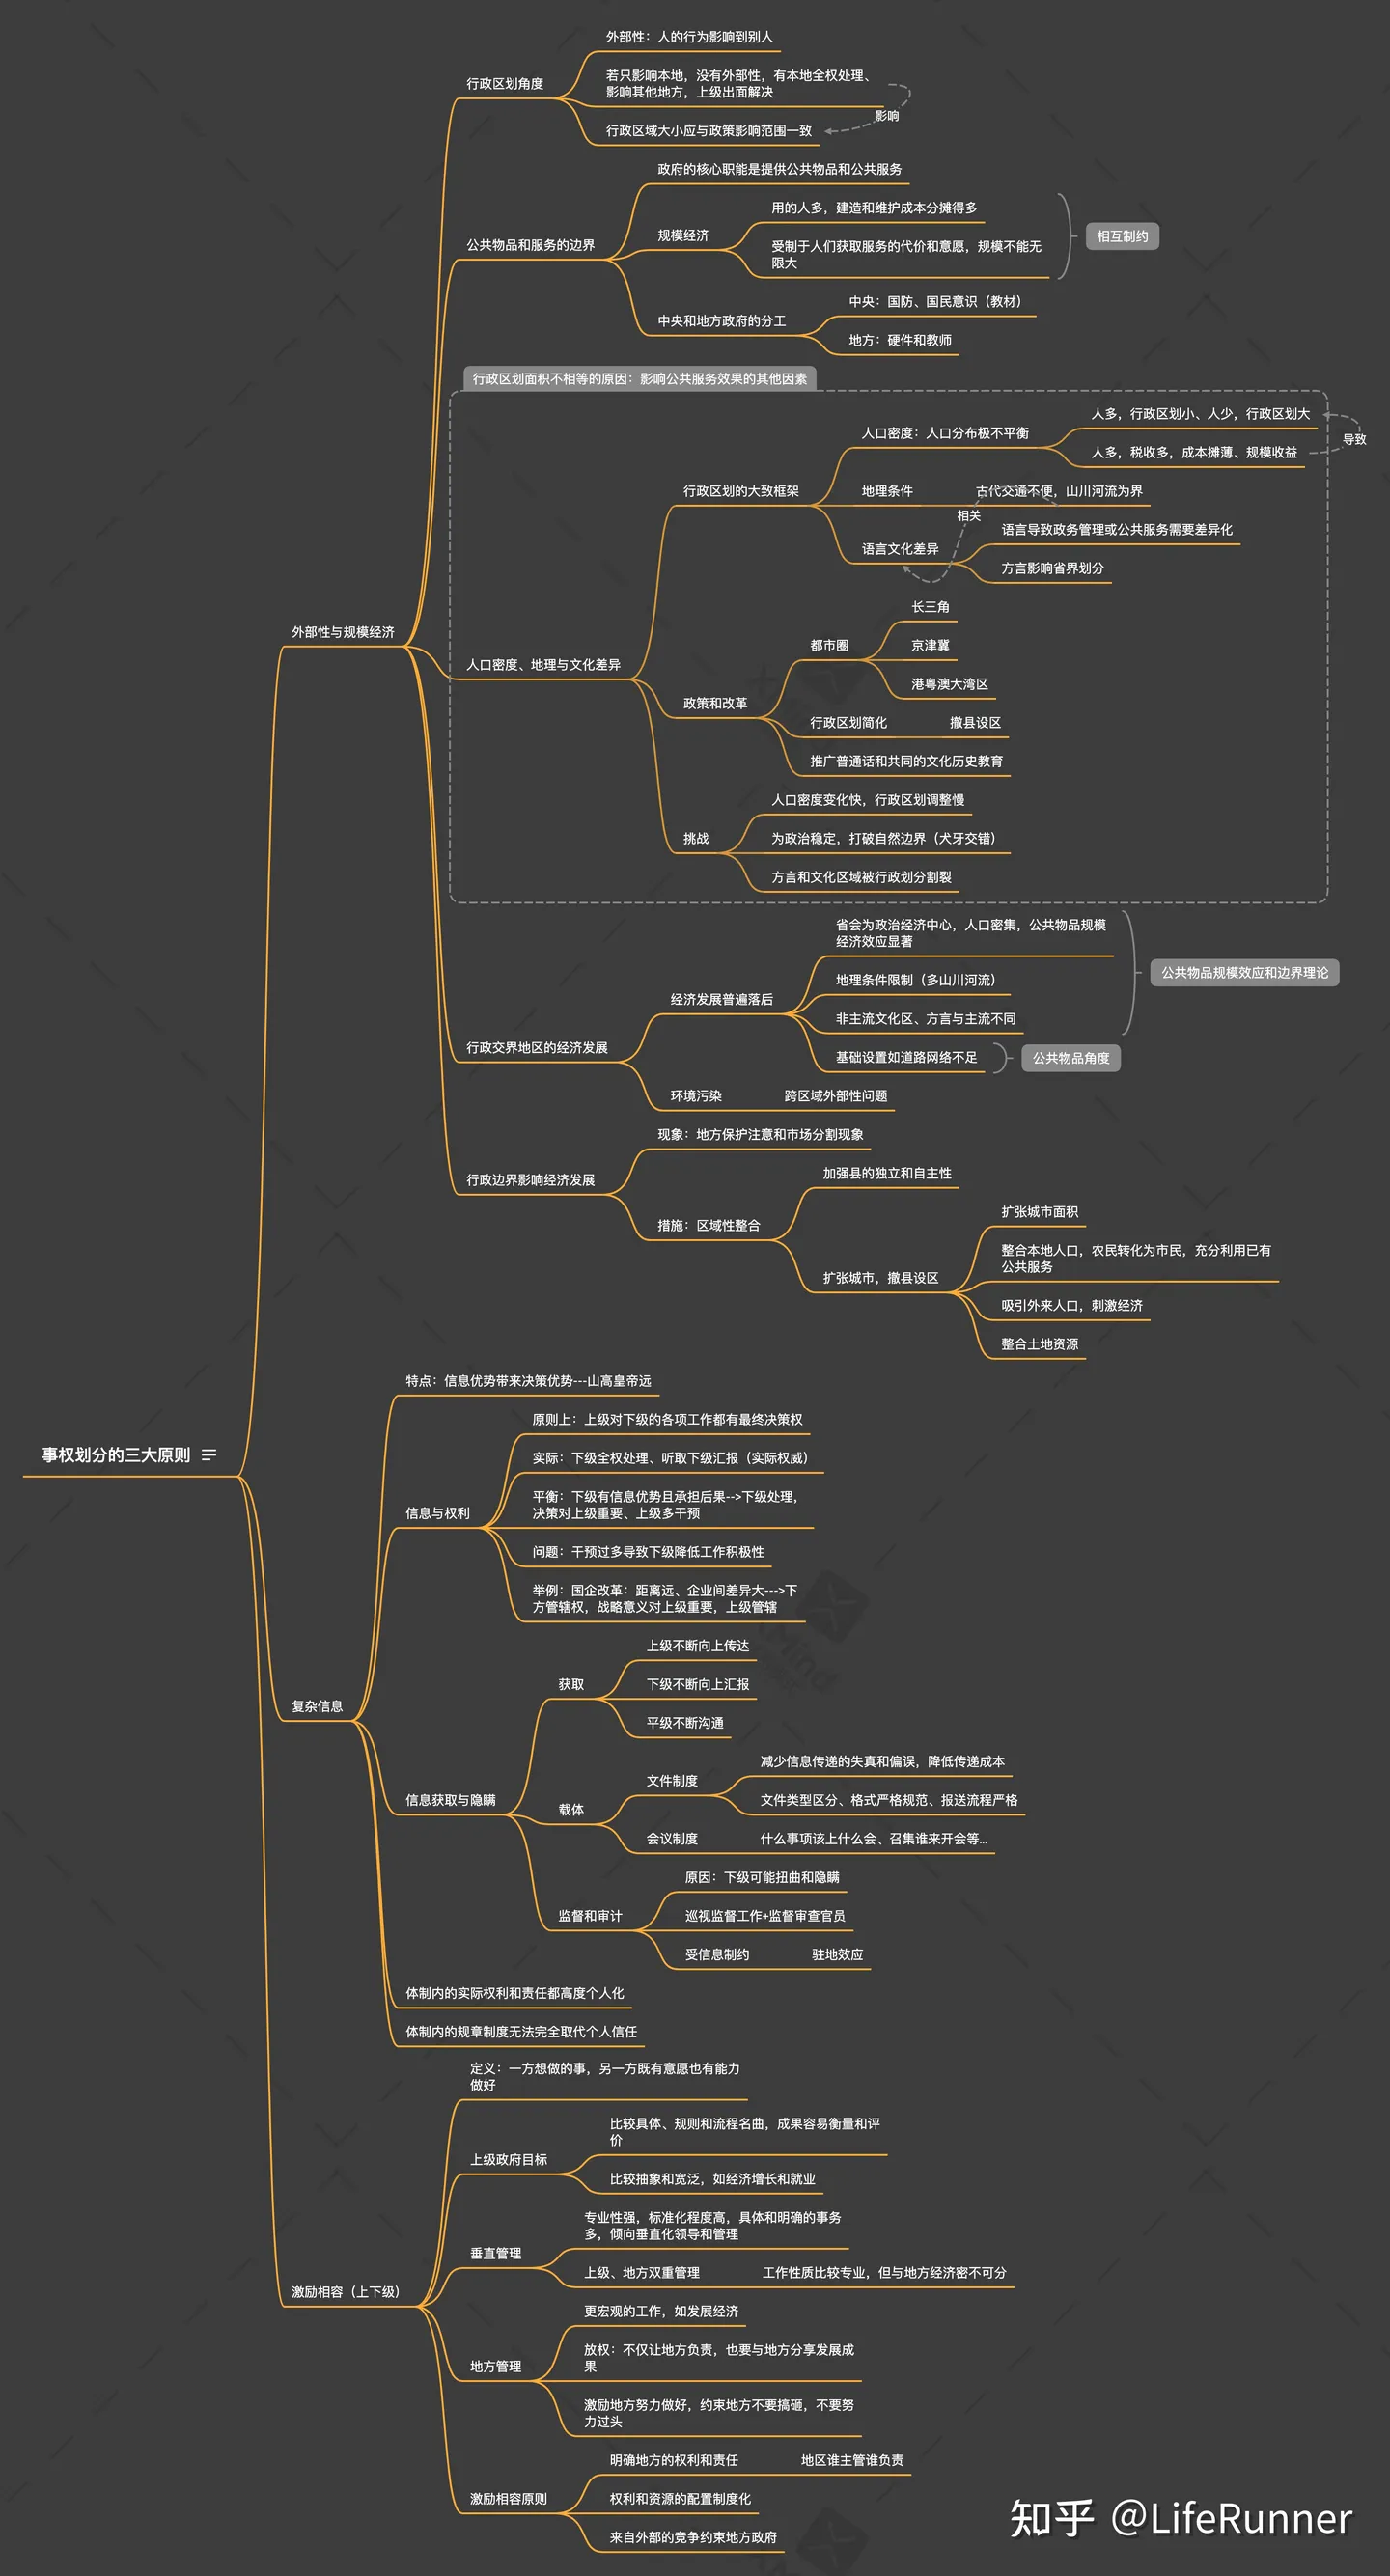 外部性：人的行为影响到别人
行政区划角度
若只影响本地，没有外部性，有本地全权处理、
影响其他地方，上级出面解决
影响
行政区域大小应与政策影响范围一致
政府的核心职能是提供公共物品和公共服务
用的人多，建造和维护成本分摊得多
规模经济
相互制约
公共物品和服务的边界
受制于人们获取服务的代价和意愿，规模不能无
限大
中央：国防、国民意识（教材）
中央和地方政府的分工
地方：硬件和教师
行政区划面积不相等的原因：影响公共服务效果的其他因素
人多，行政区划小、人少，行政区划大
人口密度：人口分布极不平衡
导致
人多，税收多，成本摊薄、规模收益
行政区划的大致框架
地理条件
古代交通不便，山川河流为界
相关
语言导致政务管理或公共服务需要差异化
语言文化差异
方言影响省界划分
长三角
外部性与规模经济
都市圈
京津冀
人口密度、地理与文化差异
港粤澳大湾区
政策和改革
行政区划简化
撤县设区
推广普通话和共同的文化历史教育
人口密度变化快，行政区划调整慢
挑战
为政治稳定，打破自然边界（犬牙交错）
方言和文化区域被行政划分割裂
省会为政治经济中心，人口密集，公共物品规模
经济效应显著
公共物品规模效应和边界理论
地理条件限制（多山川河流）
经济发展普遍落后
非主流文化区、方言与主流不同
行政交界地区的经济发展
基础设置如道路网络不足
公共物品角度
环境污染
跨区域外部性问题
现象：地方保护注意和市场分割现象
行政边界影响经济发展
加强县的独立和自主性
措施：区域性整合
扩张城市面积
整合本地人口，农民转化为市民，充分利用已有
公共服务
扩张城市，撤县设区
吸引外来人口，刺激经济
整合土地资源
特点：信息优势带来决策优势---山高皇帝远
原则上：上级对下级的各项工作都有最终决策权
事权划分的三大原则
实际：下级全权处理、听取下级汇报（实际权威）
平衡：下级有信息优势且承担后果-->下级处理，
决策对上级重要、上级多干预
信息与权利
问题：干预过多导致下级降低工作积极性
举例：国企改革：距离远、企业间差异大--->下
方管辖权，战略意义对上级重要，上级管辖
上级不断向上传达
获取
下级不断向上汇报
复杂信息
平级不断沟通
减少信息传递的失真和偏误，降低传递成本
文件制度
信息获取与隐瞒
文件类型区分、格式严格规范、报送流程严格
载体
会议制度
什么事项该上什么会、召集谁来开会等...
原因：下级可能扭曲和隐瞒
监督和审计
巡视监督工作+监督审查官员
受信息制约
驻地效应
体制内的实际权利和责任都高度个人化
体制内的规章制度无法完全取代个人信任
定义：一方想做的事，另一方既有意愿也有能力
做好
比较具体、规则和流程名曲，成果容易衡量和评
价
上级政府目标
比较抽象和宽泛，如经济增长和就业
专业性强，标准化程度高，具体和明确的事务
多，倾向垂直化领导和管理
垂直管理
上级、地方双重管理
工作性质比较专业，但与地方经济密不可分
激励相容（上下级）
更宏观的工作，如发展经济
放权：不仅让地方负责，也要与地方分享发展成
果
地方管理
激励地方努力做好，约束地方不要搞砸，不要努
力过头
明确地方的权利和责任
地区谁主管谁负责
激励相容原则
权利和资源的配置制度化
来自外部的竞争约束地方政府
知乎 @LifeRunner